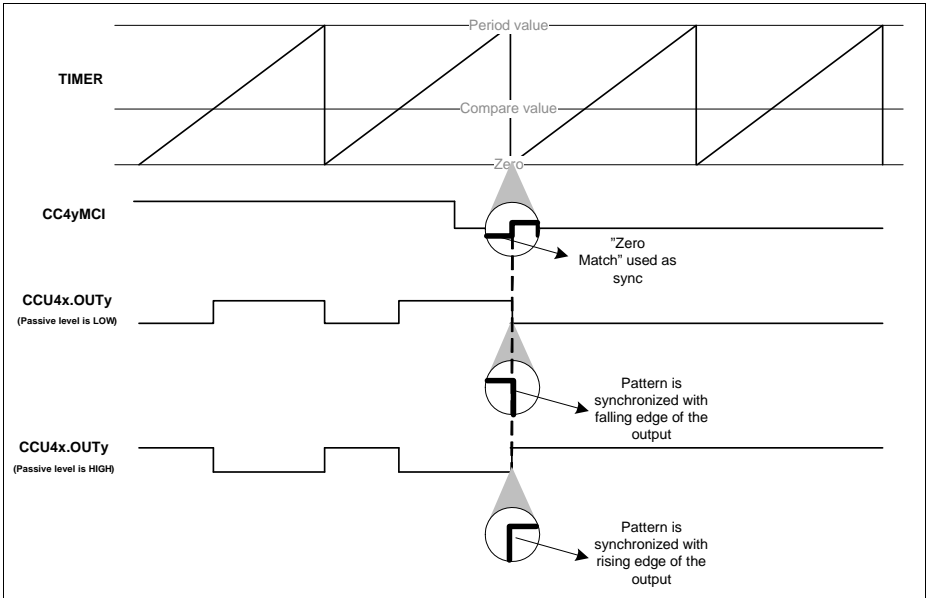 Period value
TIMER
Compare value
Zero
CC4yMCI
"Zero
Match" used as
sync
CCU4x.OUTy
(Passive level is LOW)
Pattern is
synchronized with
falling edge of the
output
CCU4x.OUTy
(Passive level is HIGH)
Pattern is
synchronized with
rising edge of the
output